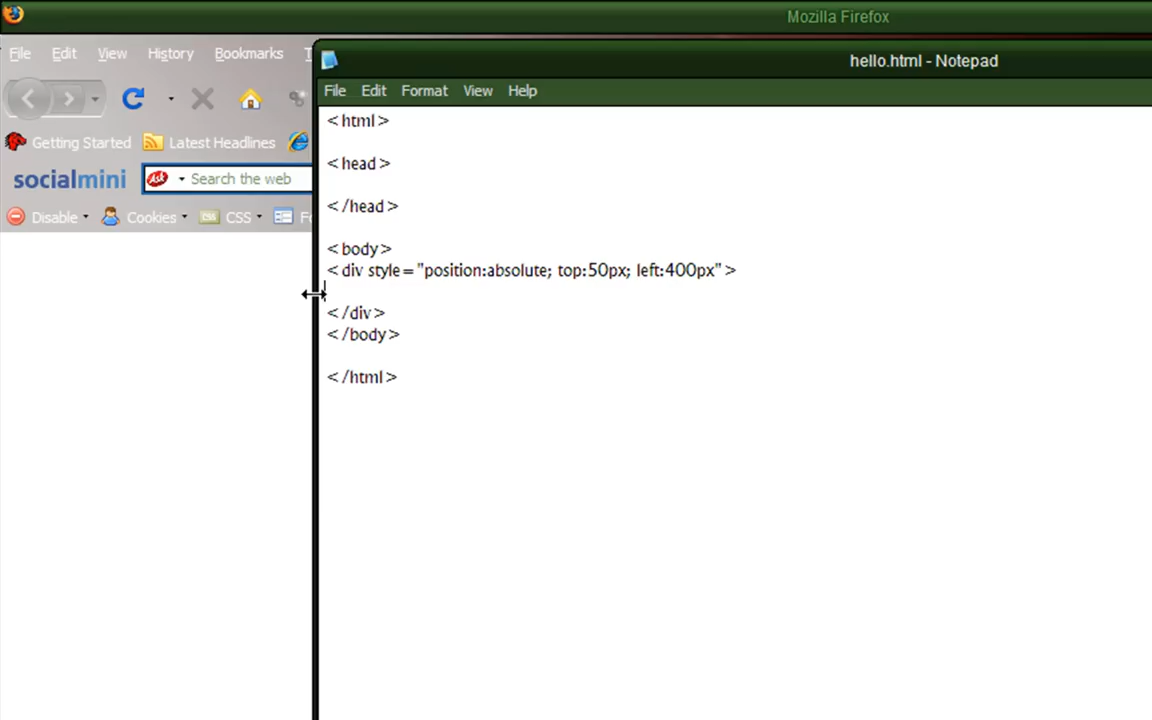 Mozilla Firefox
File Edit View History Bookmarks
hello.html - Notepad
File Edit Format View Help
Getting Started Latest Headlines
socialmini Ask Search the web
Disable Cookies CSS CSS
<html>
<head>
</head>
<body>
<div style="position:absolute; top:50px; left:400px">
</div>
</body>
</html>